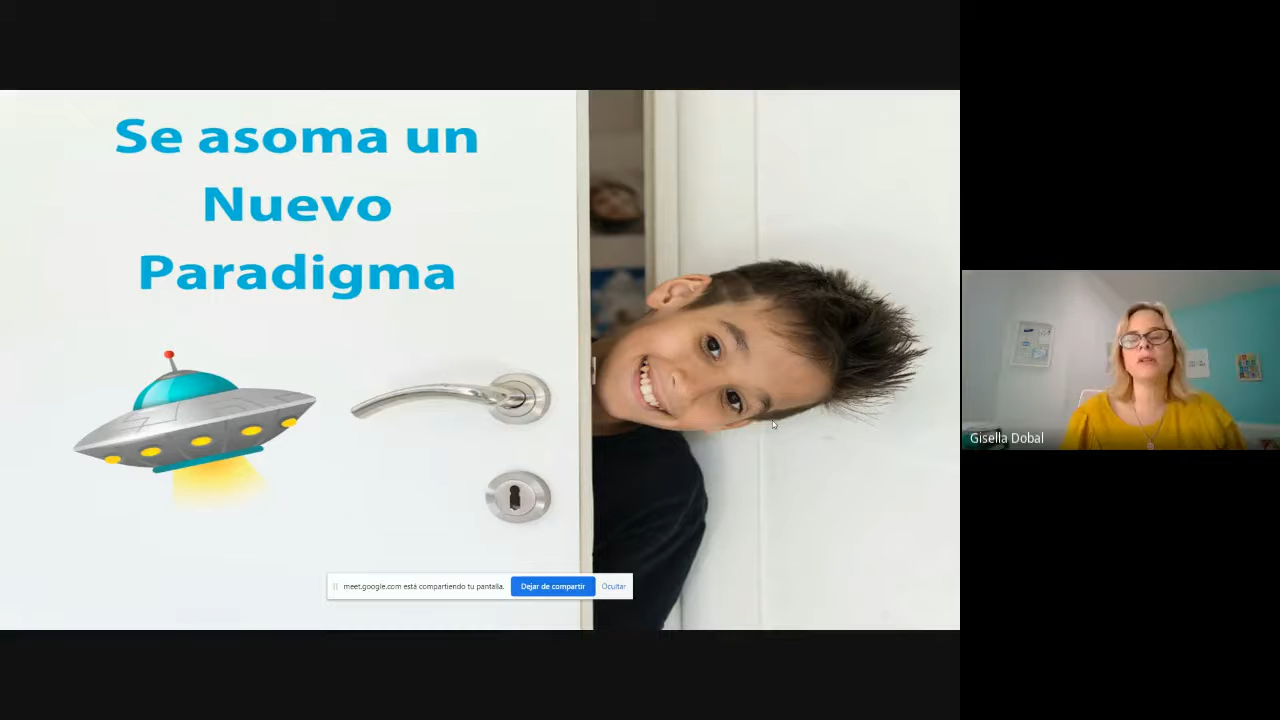 Se asoma un
Nuevo
Paradigma
meet.google.com está compartiendo tu pantalla.
Dejar de compartir
Ocultar
Gisella Dobal